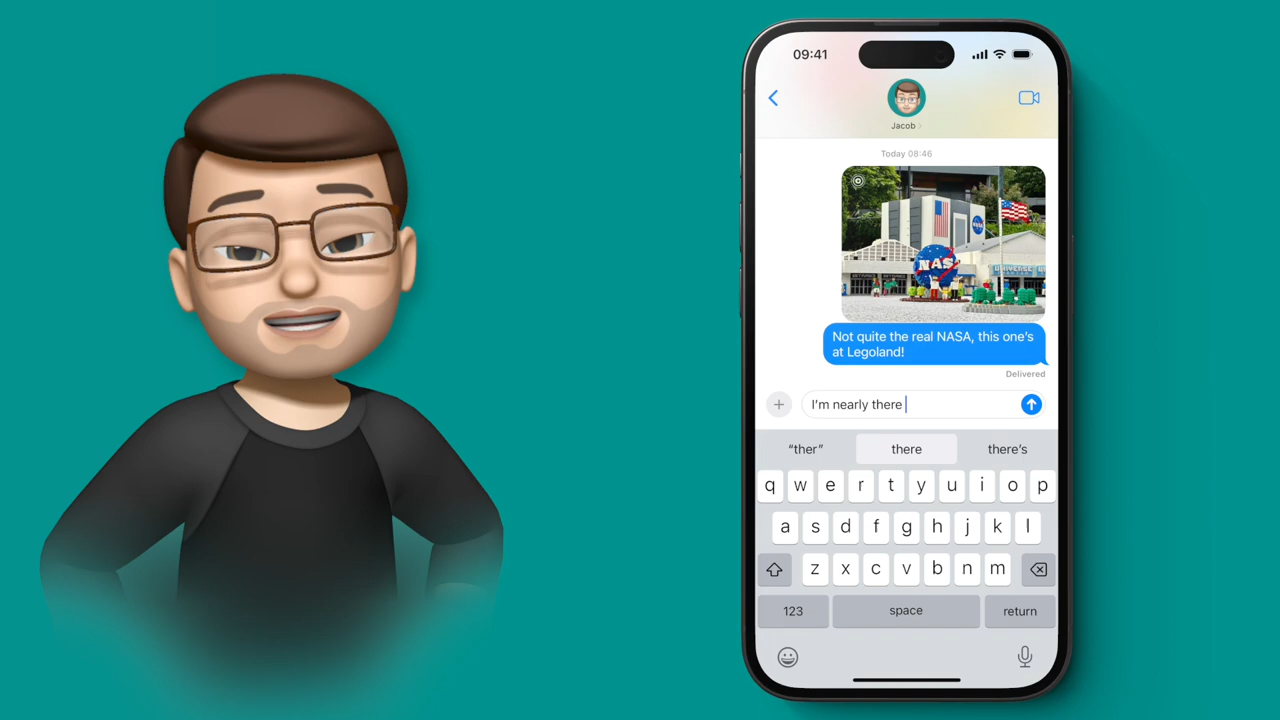 09:41
Jacob >
Today 08:46
NASA
Not quite the real NASA, this one's
at Legoland!
Delivered
I'm nearly there
“ther” there there's
q w e r t y u i o p
a s d f g h j k l
z x c v b n m
123 space return